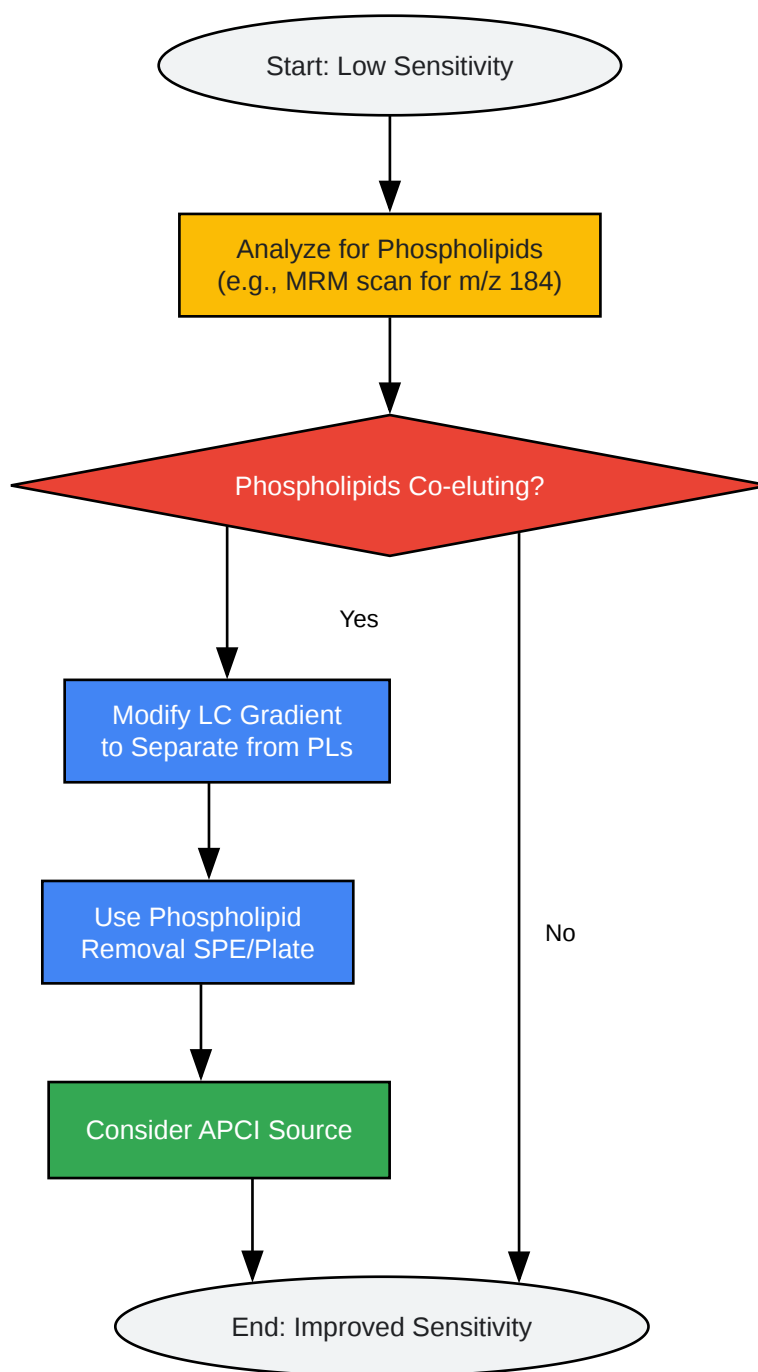 Start: Low Sensitivity
Analyze for Phospholipids
(e.g., MRM scan for m/z 184)
Phospholipids Co-eluting?
Yes
Modify LC Gradient
to Separate from PLs
Use Phospholipid
Removal SPE/Plate
No
Consider APCI Source
End: Improved Sensitivity